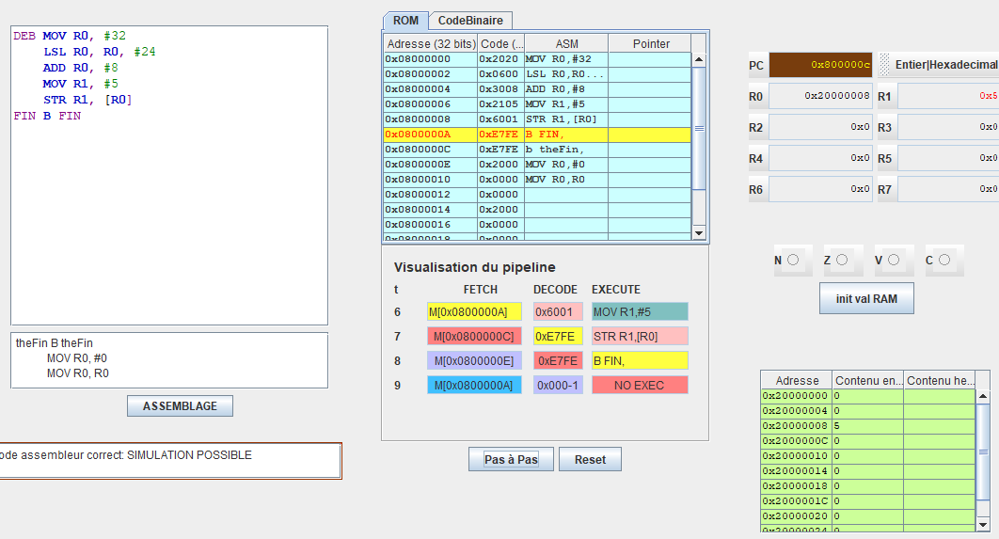 DEB MOV R0, #32
LSL R0, R0, #24
ADD R0, #8
MOV R1, #5
STR R1, [R0]
FIN B FIN
theFin B theFin
MOV R0, #0
MOV R0, R0
ASSEMBLAGE
ode assembleur correct: SIMULATION POSSIBLE
ROM CodeBinaire
Adresse (32 bits) Code (... ASM Pointer
0x08000000 0x2020 MOV R0,#32
0x08000002 0x0600 LSL R0,R0...
0x08000004 0x3008 ADD R0,#8
0x08000006 0x2105 MOV R1,#5
0x08000008 0x6001 STR R1,[R0]
0x0800000A 0xE7FE B FIN,
0x0800000C 0xE7FE b theFin,
0x0800000E 0x2000 MOV R0,#0
0x08000010 0x0000 MOV R0,R0
0x08000012 0x0000
0x08000014 0x2000
0x08000016 0x0000
0x08000018 0x0000
Visualisation du pipeline
t FETCH DECODE EXECUTE
6 M[0x0800000A] 0x6001 MOV R1,#5
7 M[0x0800000C] 0xE7FE STR R1,[R0]
8 M[0x0800000E] 0xE7FE B FIN,
9 M[0x0800000A] 0x000-1 NO EXEC
Pas à Pas Reset
PC 0x800000c Entier|Hexadecimal
R0 0x20000008 R1 0x5
R2 0x0 R3 0x0
R4 0x0 R5 0x0
R6 0x0 R7 0x0
N Z V C
init val RAM
Adresse Contenu en... Contenu he...
0x20000000 0
0x20000004 0
0x20000008 5
0x2000000C 0
0x20000010 0
0x20000014 0
0x20000018 0
0x2000001C 0
0x20000020 0
0x20000024 0